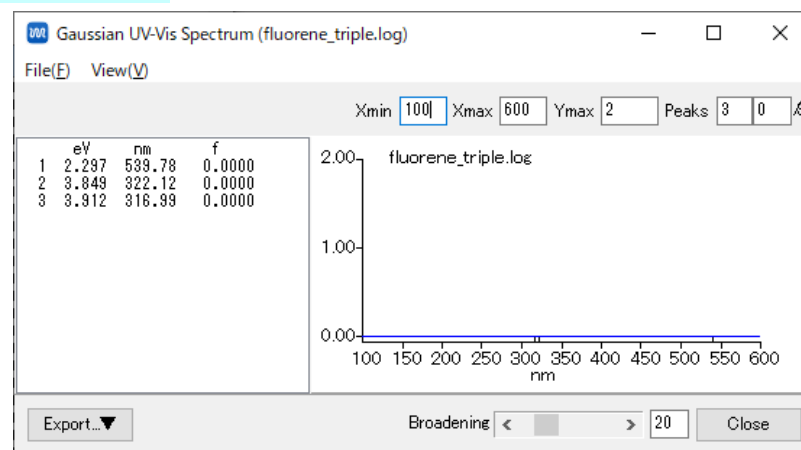 Gaussian UV-Vis Spectrum (fluorene_triple.log)
File(F) View(V)
Xmin 100 Xmax 600 Ymax 2 Peaks 3 0
eV nm f
1 2.297 539.78 0.0000
2 3.849 322.12 0.0000
3 3.912 316.99 0.0000
fluorene_triple.log
2.00
1.00
0.00
100 150 200 250 300 350 400 450 500 550 600
nm
Export...▼ Broadening < > 20 Close